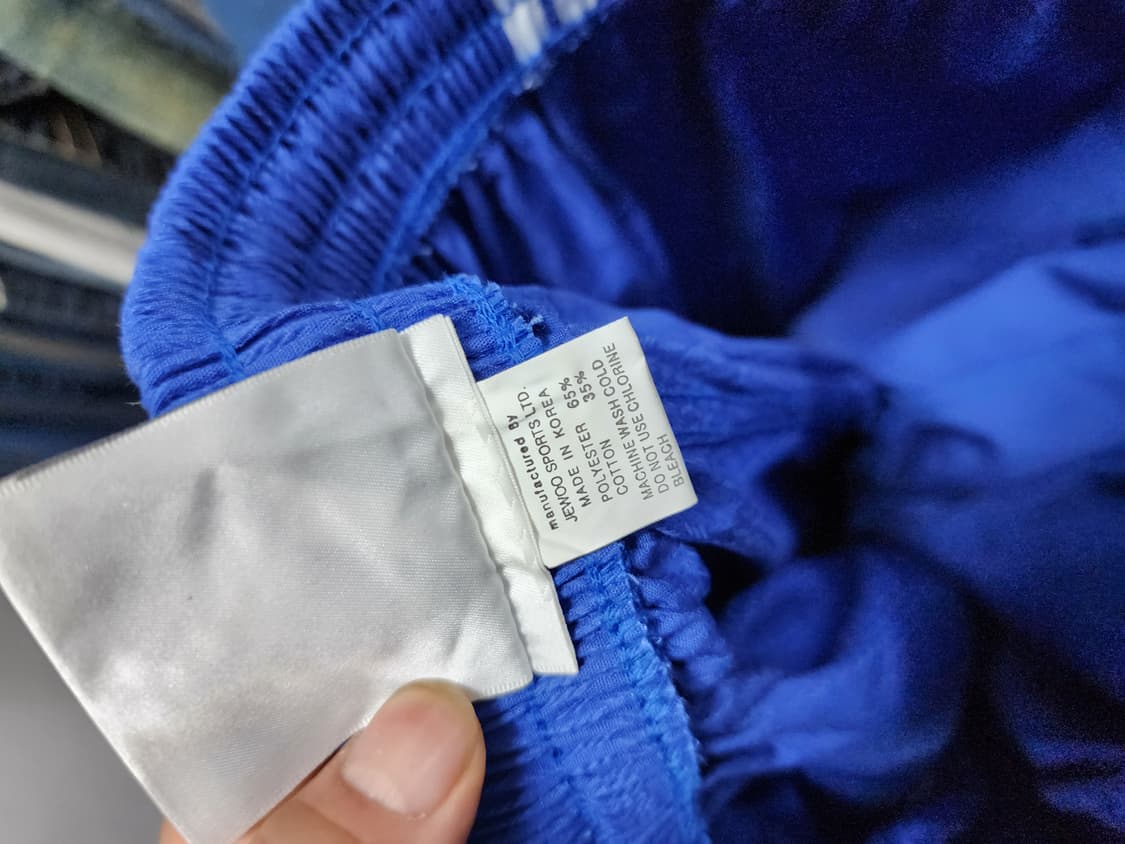 manufactured BY
JEWOO SPORTS LTD.
MADE IN KOREA
POLYESTER 65%
COTTON 35%
MACHINE WASH COLD
DO NOT USE CHLORINE
BLEACH